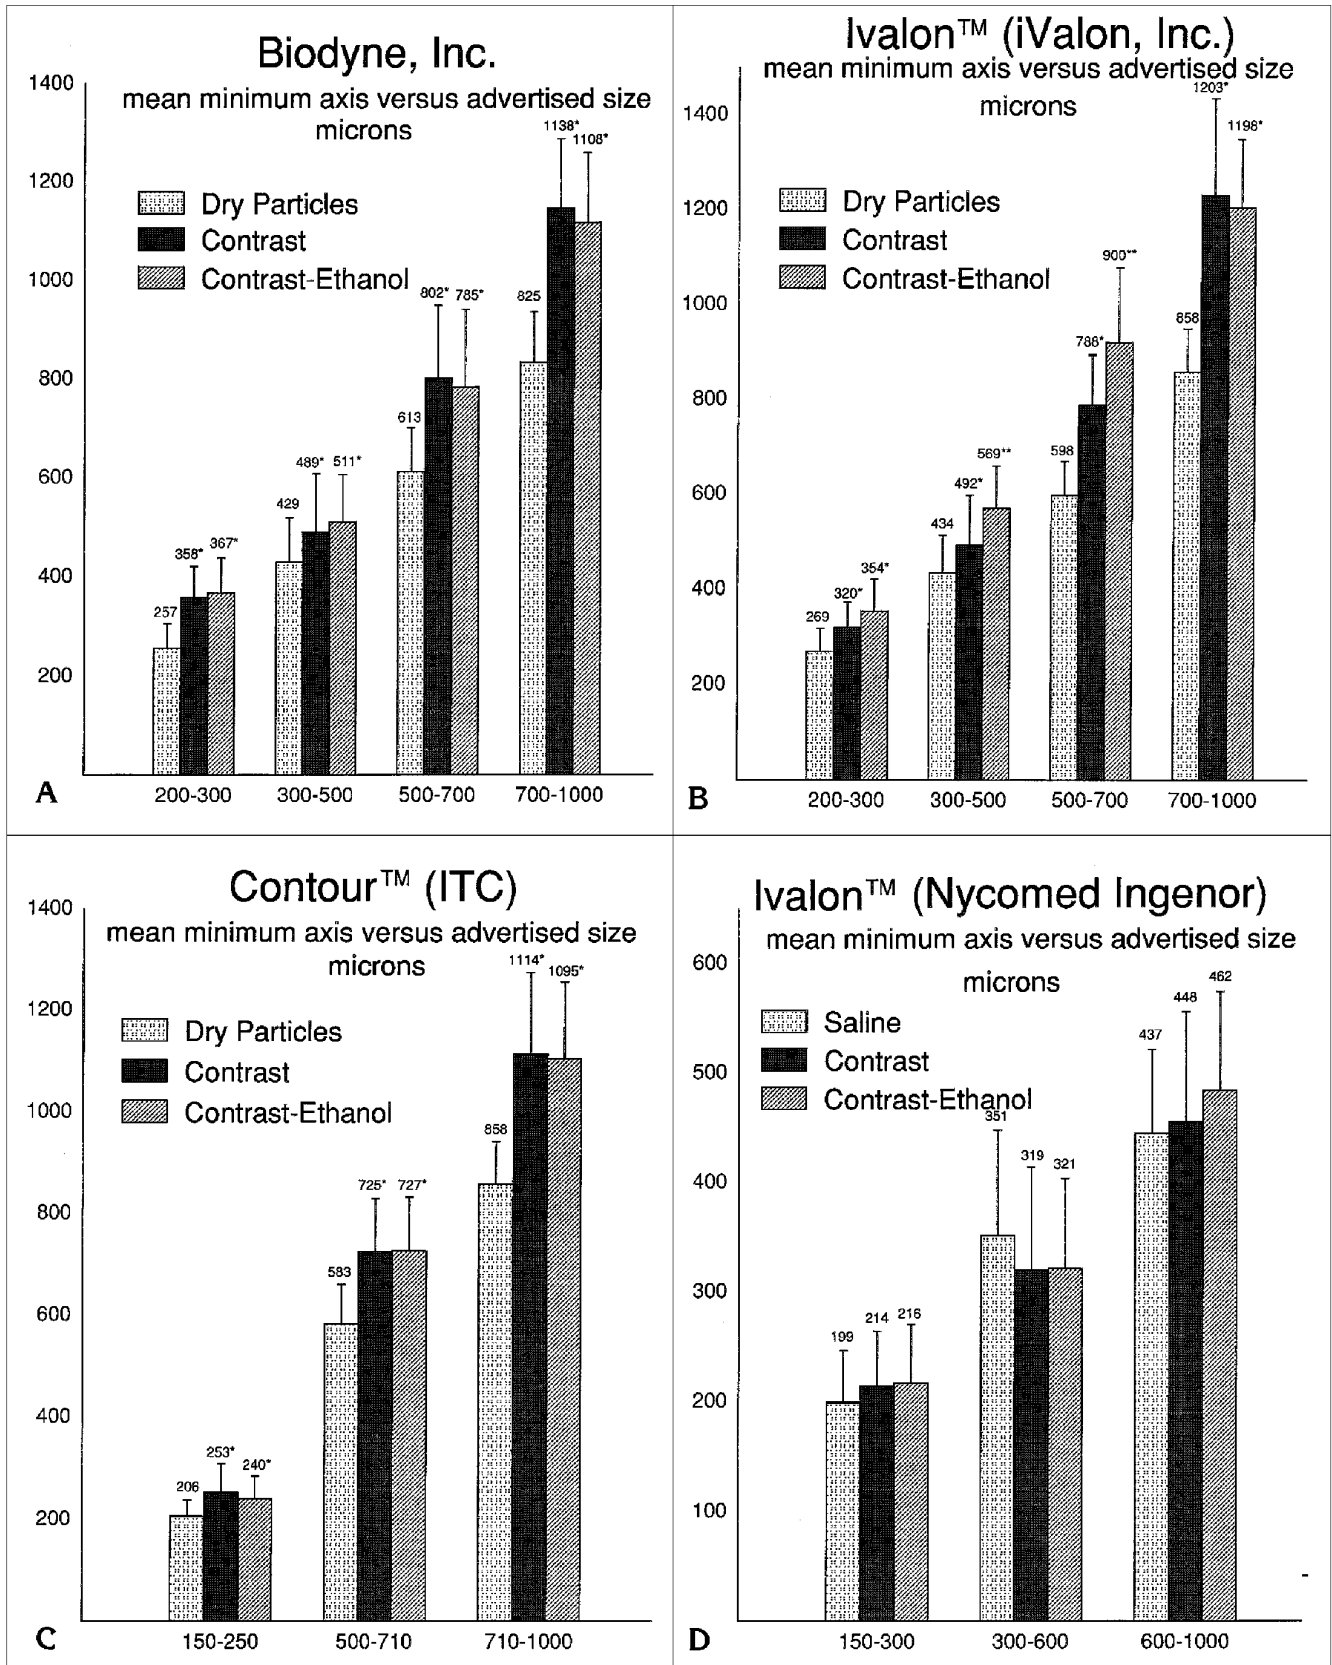 Biodyne, Inc.
mean minimum axis versus advertised size
microns
1400
1200
1000
800
600
400
200
Dry Particles
Contrast
Contrast-Ethanol
257
358*
367*
429
489*
511*
613
802*
785*
825
1138*
1108*
A
200-300
300-500
500-700
700-1000
Ivalon™ (iValon, Inc.)
mean minimum axis versus advertised size
microns
1400
1200
1000
800
600
400
200
Dry Particles
Contrast
Contrast-Ethanol
269
320*
354*
434
492*
569**
598
788*
900**
858
1203*
1198*
B
200-300
300-500
500-700
700-1000
Contour™ (ITC)
mean minimum axis versus advertised size
microns
1400
1200
1000
800
600
400
200
Dry Particles
Contrast
Contrast-Ethanol
206
253*
240*
583
725*
727*
858
1114*
1095*
C
150-250
500-710
710-1000
Ivalon™ (Nycomed Ingenor)
mean minimum axis versus advertised size
microns
600
500
400
300
200
100
Saline
Contrast
Contrast-Ethanol
199
214
216
351
319
321
437
448
462
D
150-300
300-600
600-1000